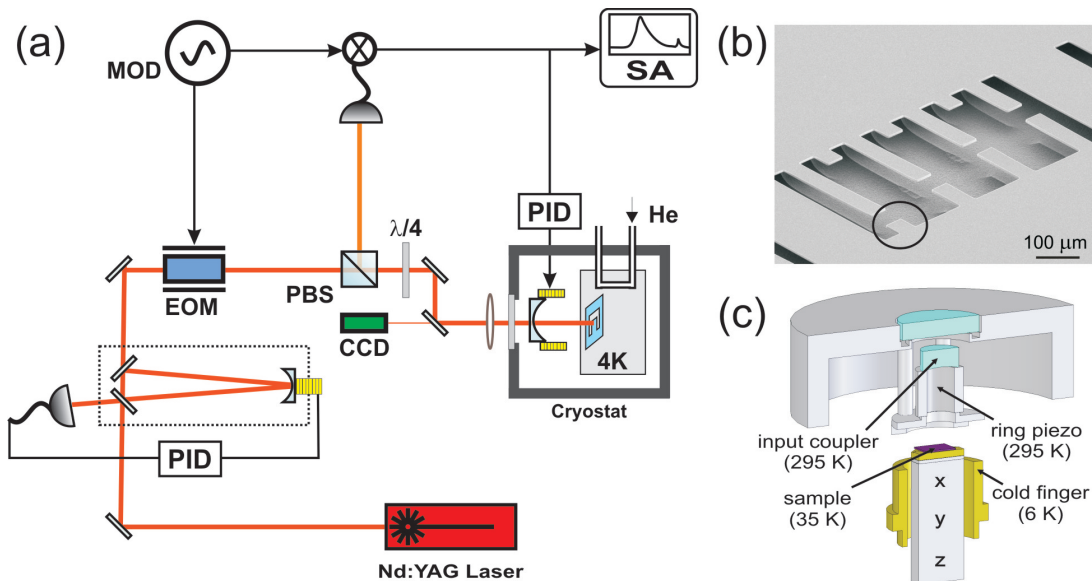 (a)
MOD
SA
PID
He
λ/4
EOM
PBS
CCD
4K
Cryostat
PID
Nd:YAG Laser
(b)
100 μm
(c)
input coupler
(295 K)
ring piezo
(295 K)
sample
(35 K)
cold finger
(6 K)
x
y
z